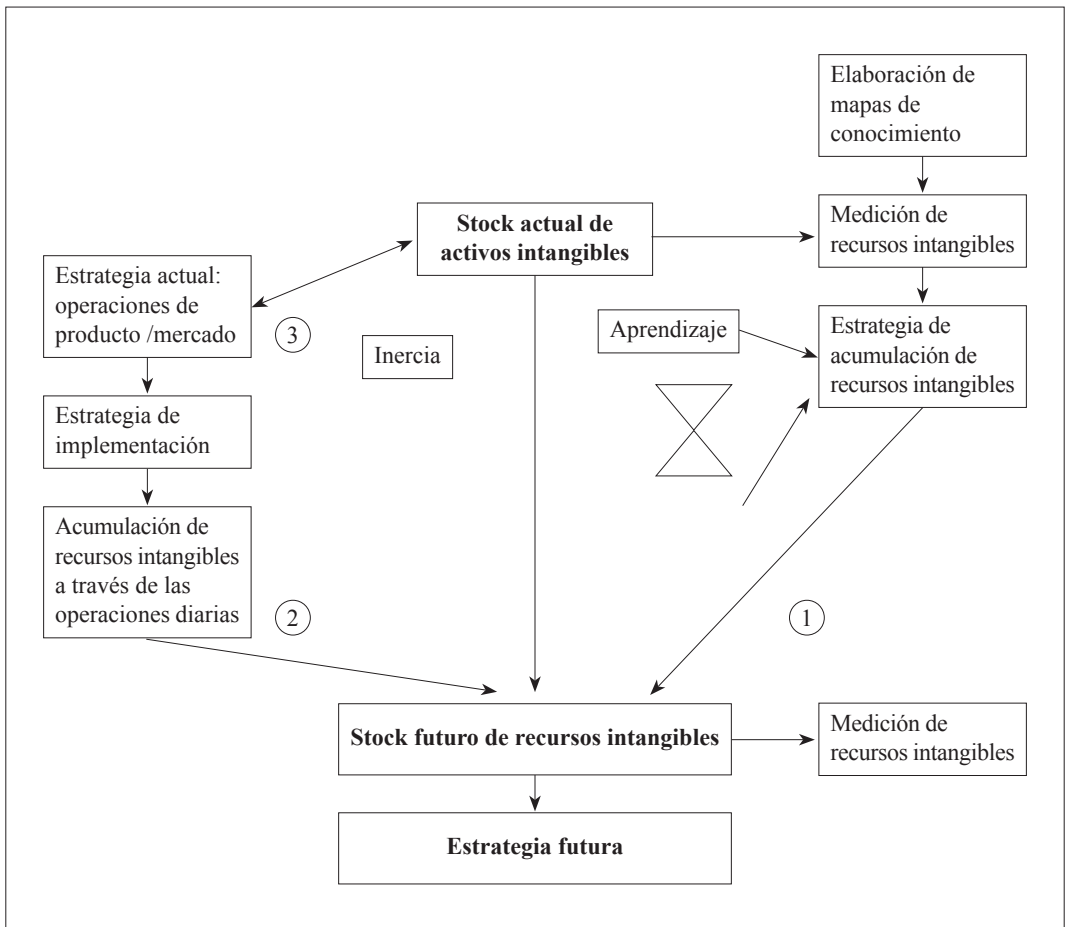 Elaboración de
mapas de
conocimiento
Stock actual de
activos intangibles
Medición de
recursos intangibles
Estrategia actual:
operaciones de
producto /mercado
3
Inercia
Aprendizaje
Estrategia de
acumulación de
recursos intangibles
Estrategia de
implementación
Acumulación de
recursos intangibles
a través de las
operaciones diarias
2
1
Stock futuro de recursos intangibles
Medición de
recursos intangibles
Estrategia futura